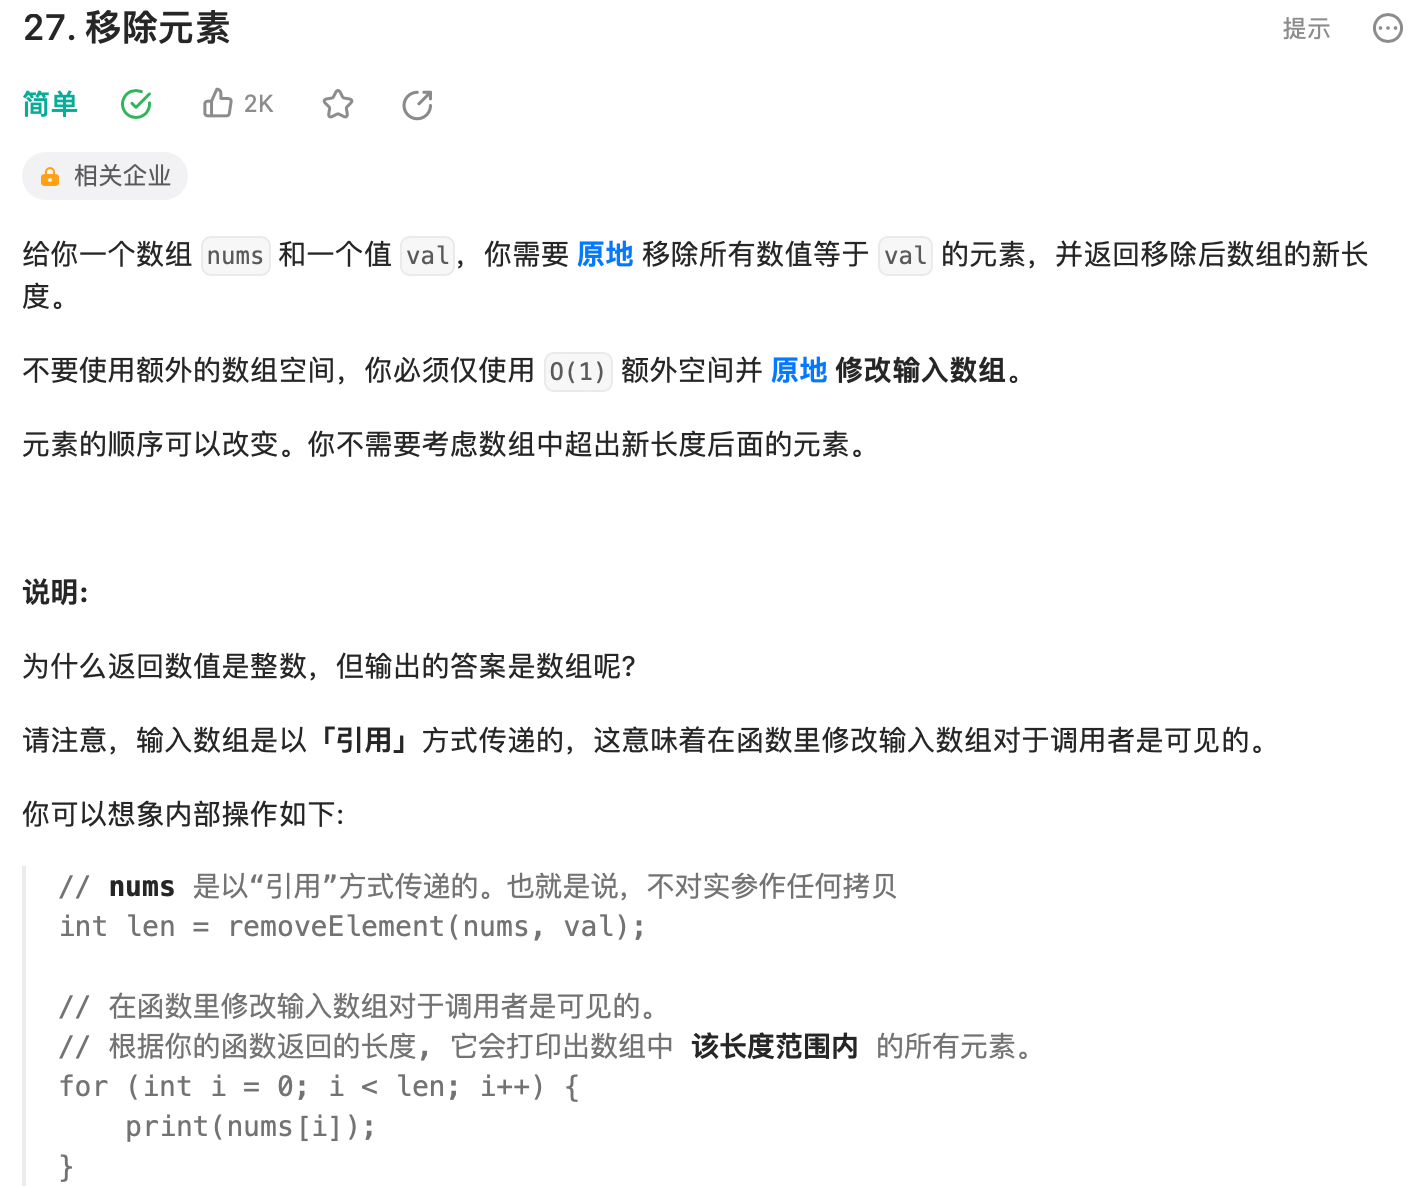 27. 移除元素
提示
简单
2K
相关企业
给你一个数组 nums 和一个值 val，你需要 原地 移除所有数值等于 val 的元素，并返回移除后数组的新长
度。
不要使用额外的数组空间，你必须仅使用 O(1) 额外空间并 原地 修改输入数组。
元素的顺序可以改变。你不需要考虑数组中超出新长度后面的元素。
说明:
为什么返回数值是整数，但输出的答案是数组呢?
请注意，输入数组是以「引用」方式传递的，这意味着在函数里修改输入数组对于调用者是可见的。
你可以想象内部操作如下:
// nums 是以“引用”方式传递的。也就是说，不对实参作任何拷贝
int len = removeElement(nums, val);
// 在函数里修改输入数组对于调用者是可见的。
// 根据你的函数返回的长度, 它会打印出数组中 该长度范围内 的所有元素。
for (int i = 0; i < len; i++) {
    print(nums[i]);
}